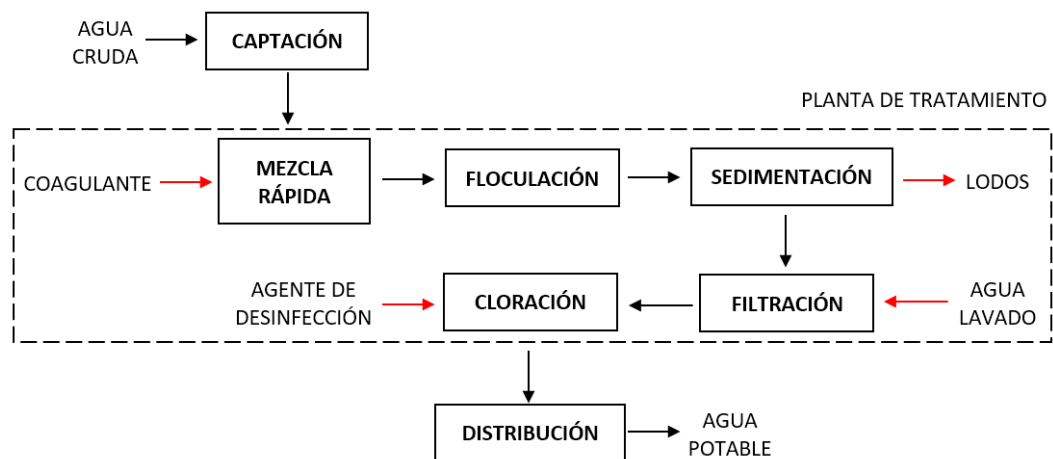 AGUA
CRUDA
CAPTACIÓN
PLANTA DE TRATAMIENTO
COAGULANTE
MEZCLA
RÁPIDA
FLOCULACIÓN
SEDIMENTACIÓN
LODOS
AGENTE DE
DESINFECCIÓN
CLORACIÓN
FILTRACIÓN
AGUA
LAVADO
DISTRIBUCIÓN
AGUA
POTABLE